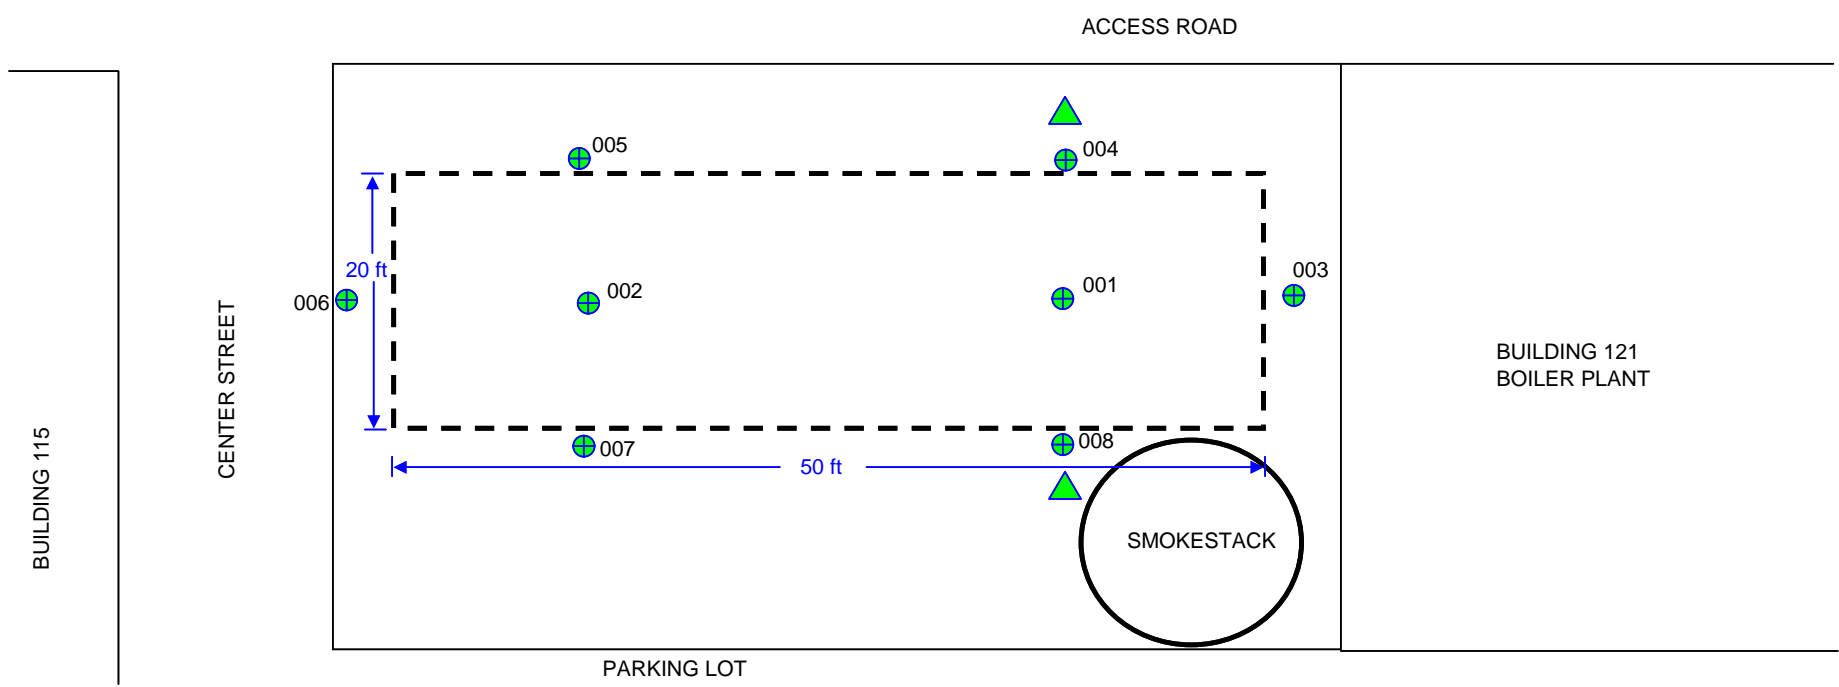 ACCESS ROAD
005
004
20 ft
003
006
002
001
CENTER STREET
BUILDING 121
BOILER PLANT
BUILDING 115
007
008
50 ft
SMOKESTACK
PARKING LOT